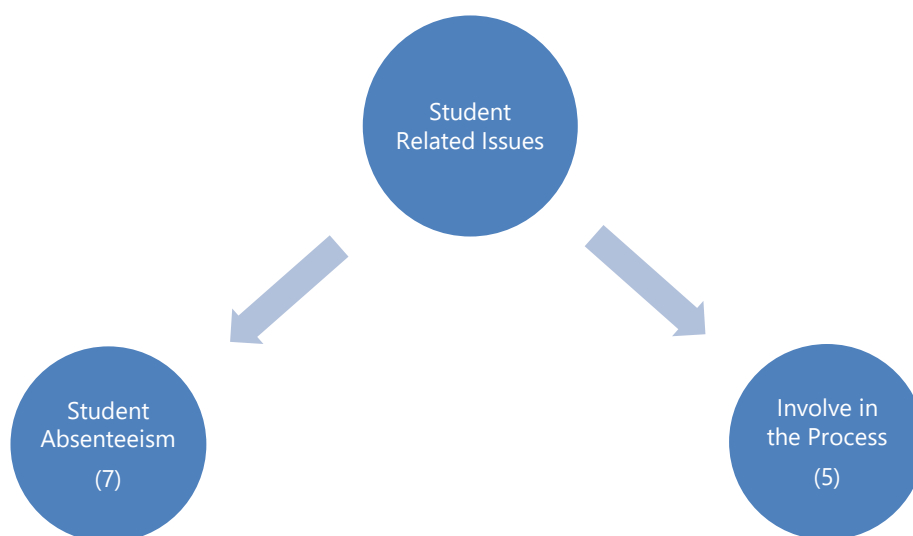 Student
Related Issues
Student
Absenteeism
(7)
Involve in
the Process
(5)